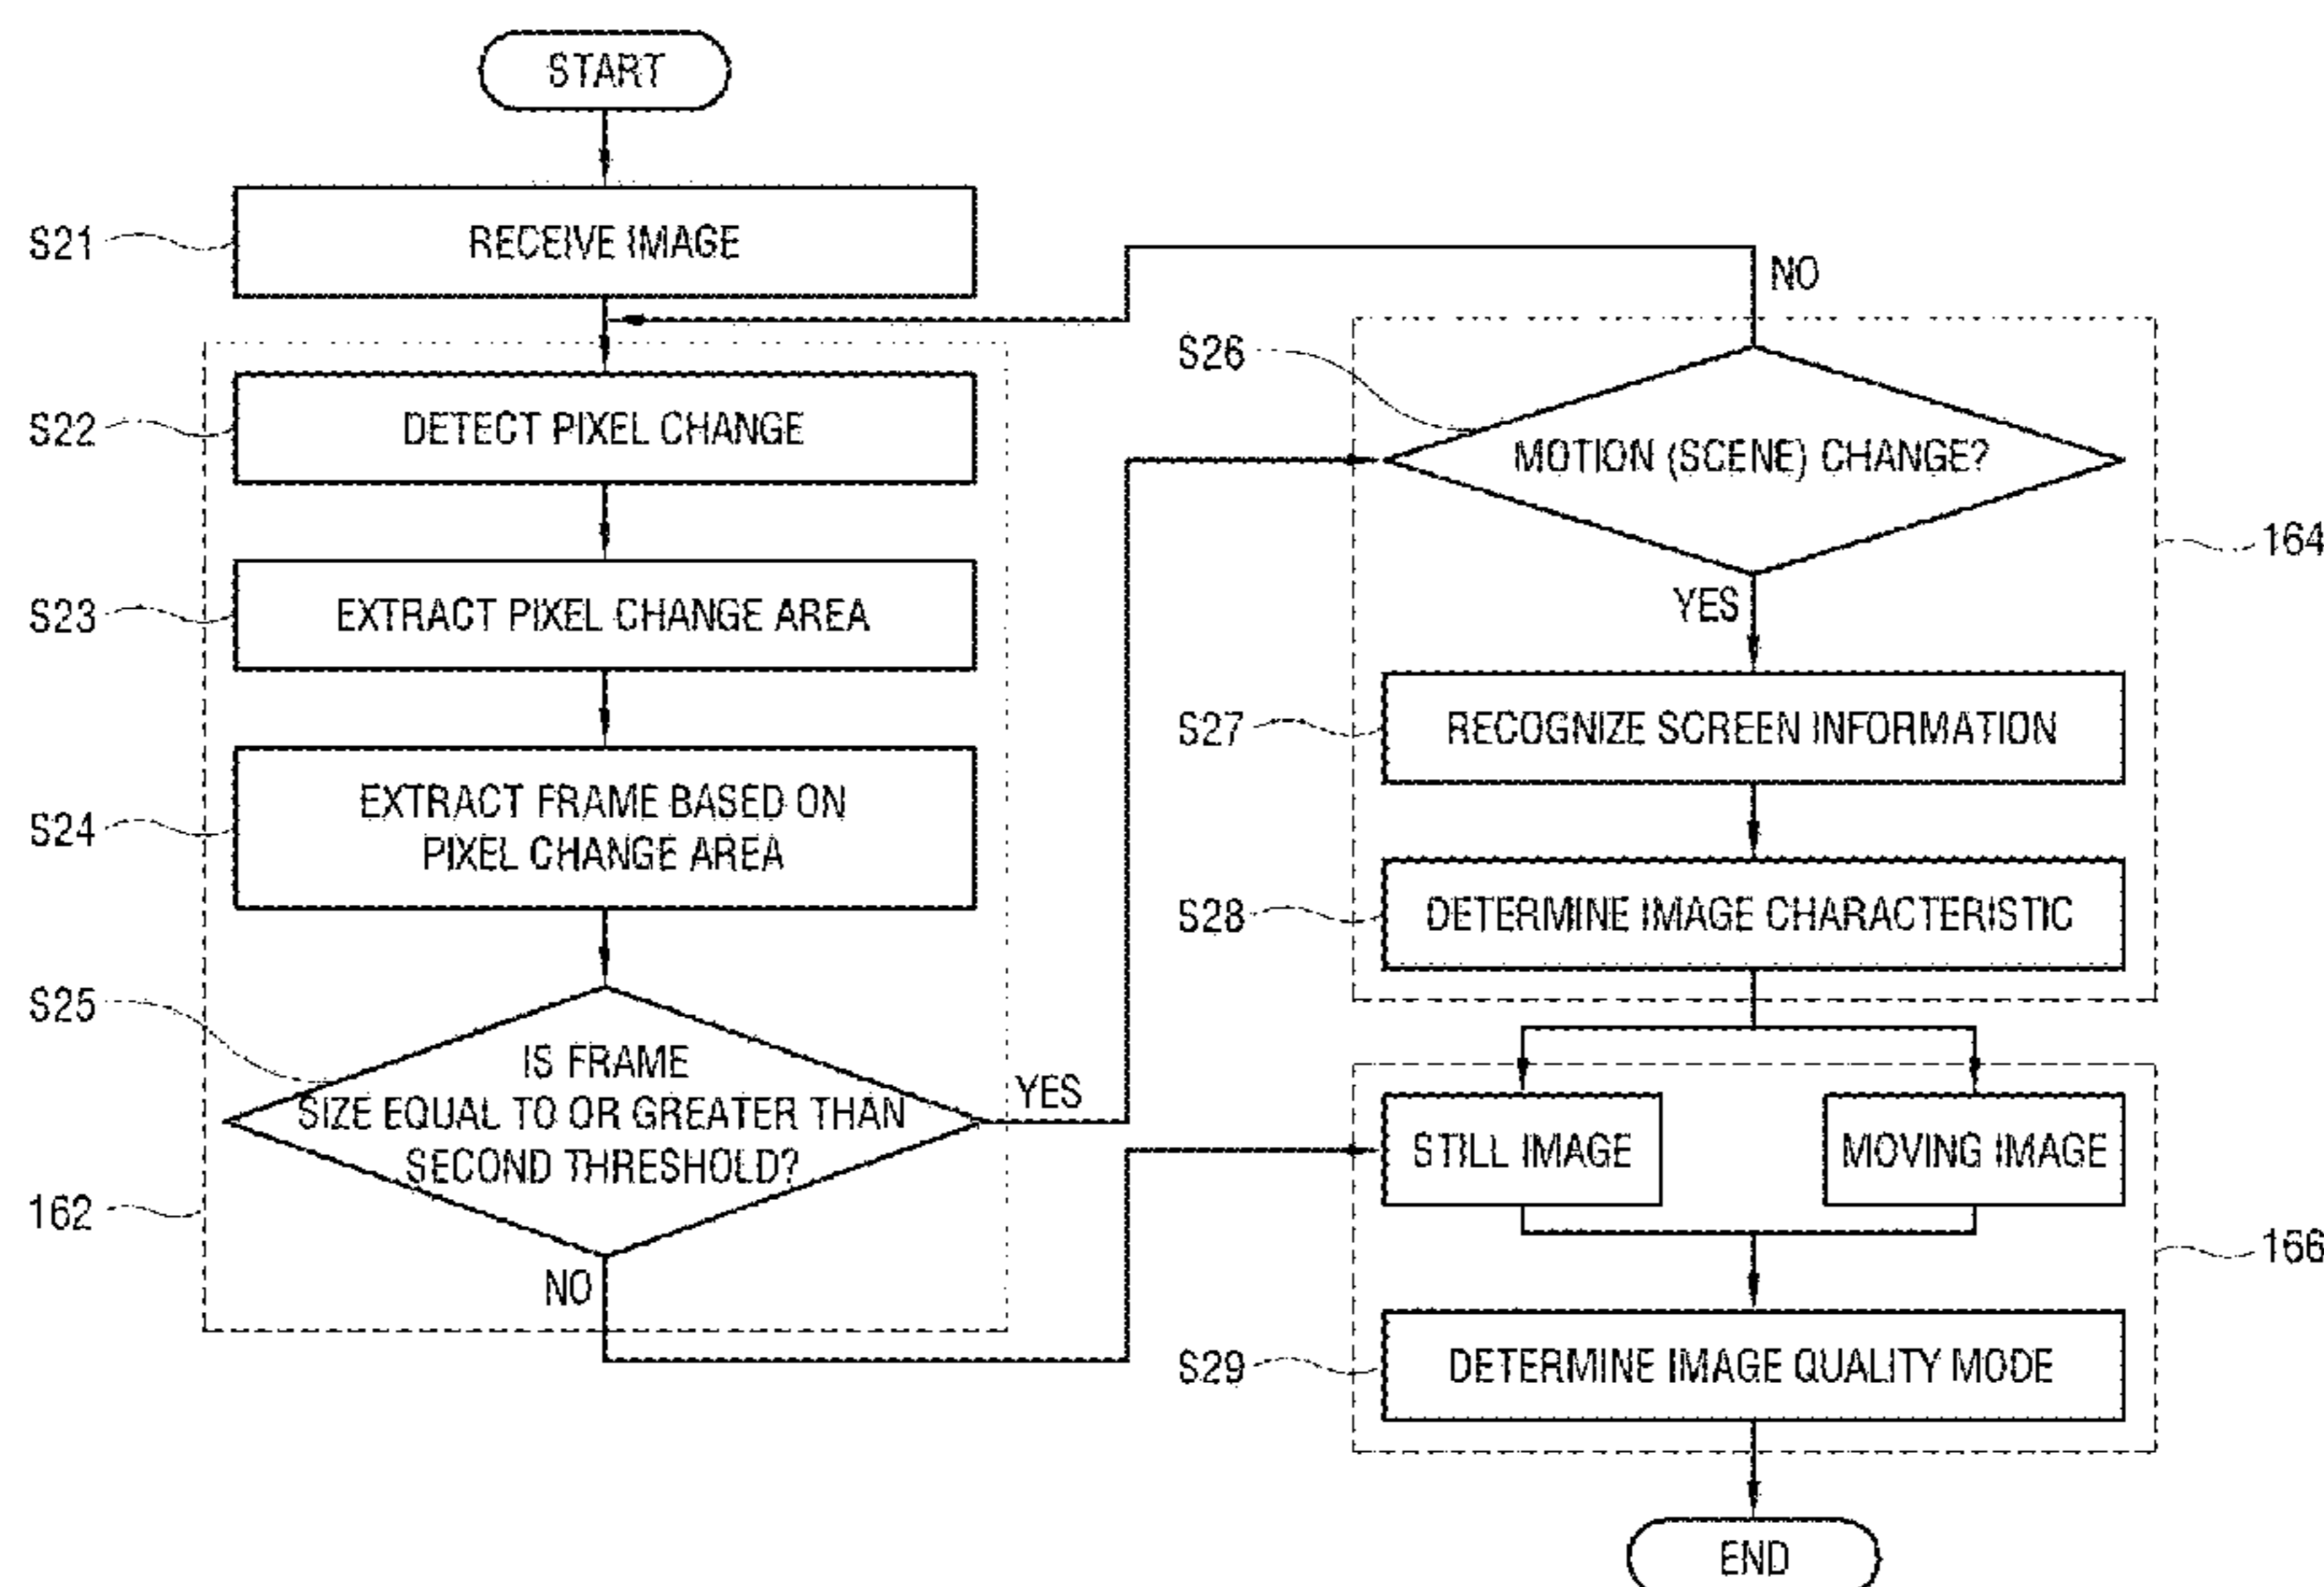 START
S21
RECEIVE IMAGE
S22
DETECT PIXEL CHANGE
S23
EXTRACT PIXEL CHANGE AREA
S24
EXTRACT FRAME BASED ON
PIXEL CHANGE AREA
S25
IS FRAME
SIZE EQUAL TO OR GREATER THAN
SECOND THRESHOLD?
YES
162
NO
NO
S26
MOTION (SCENE) CHANGE?
164
YES
S27
RECOGNIZE SCREEN INFORMATION
S28
DETERMINE IMAGE CHARACTERISTIC
STILL IMAGE
MOVING IMAGE
166
S29
DETERMINE IMAGE QUALITY MODE
END